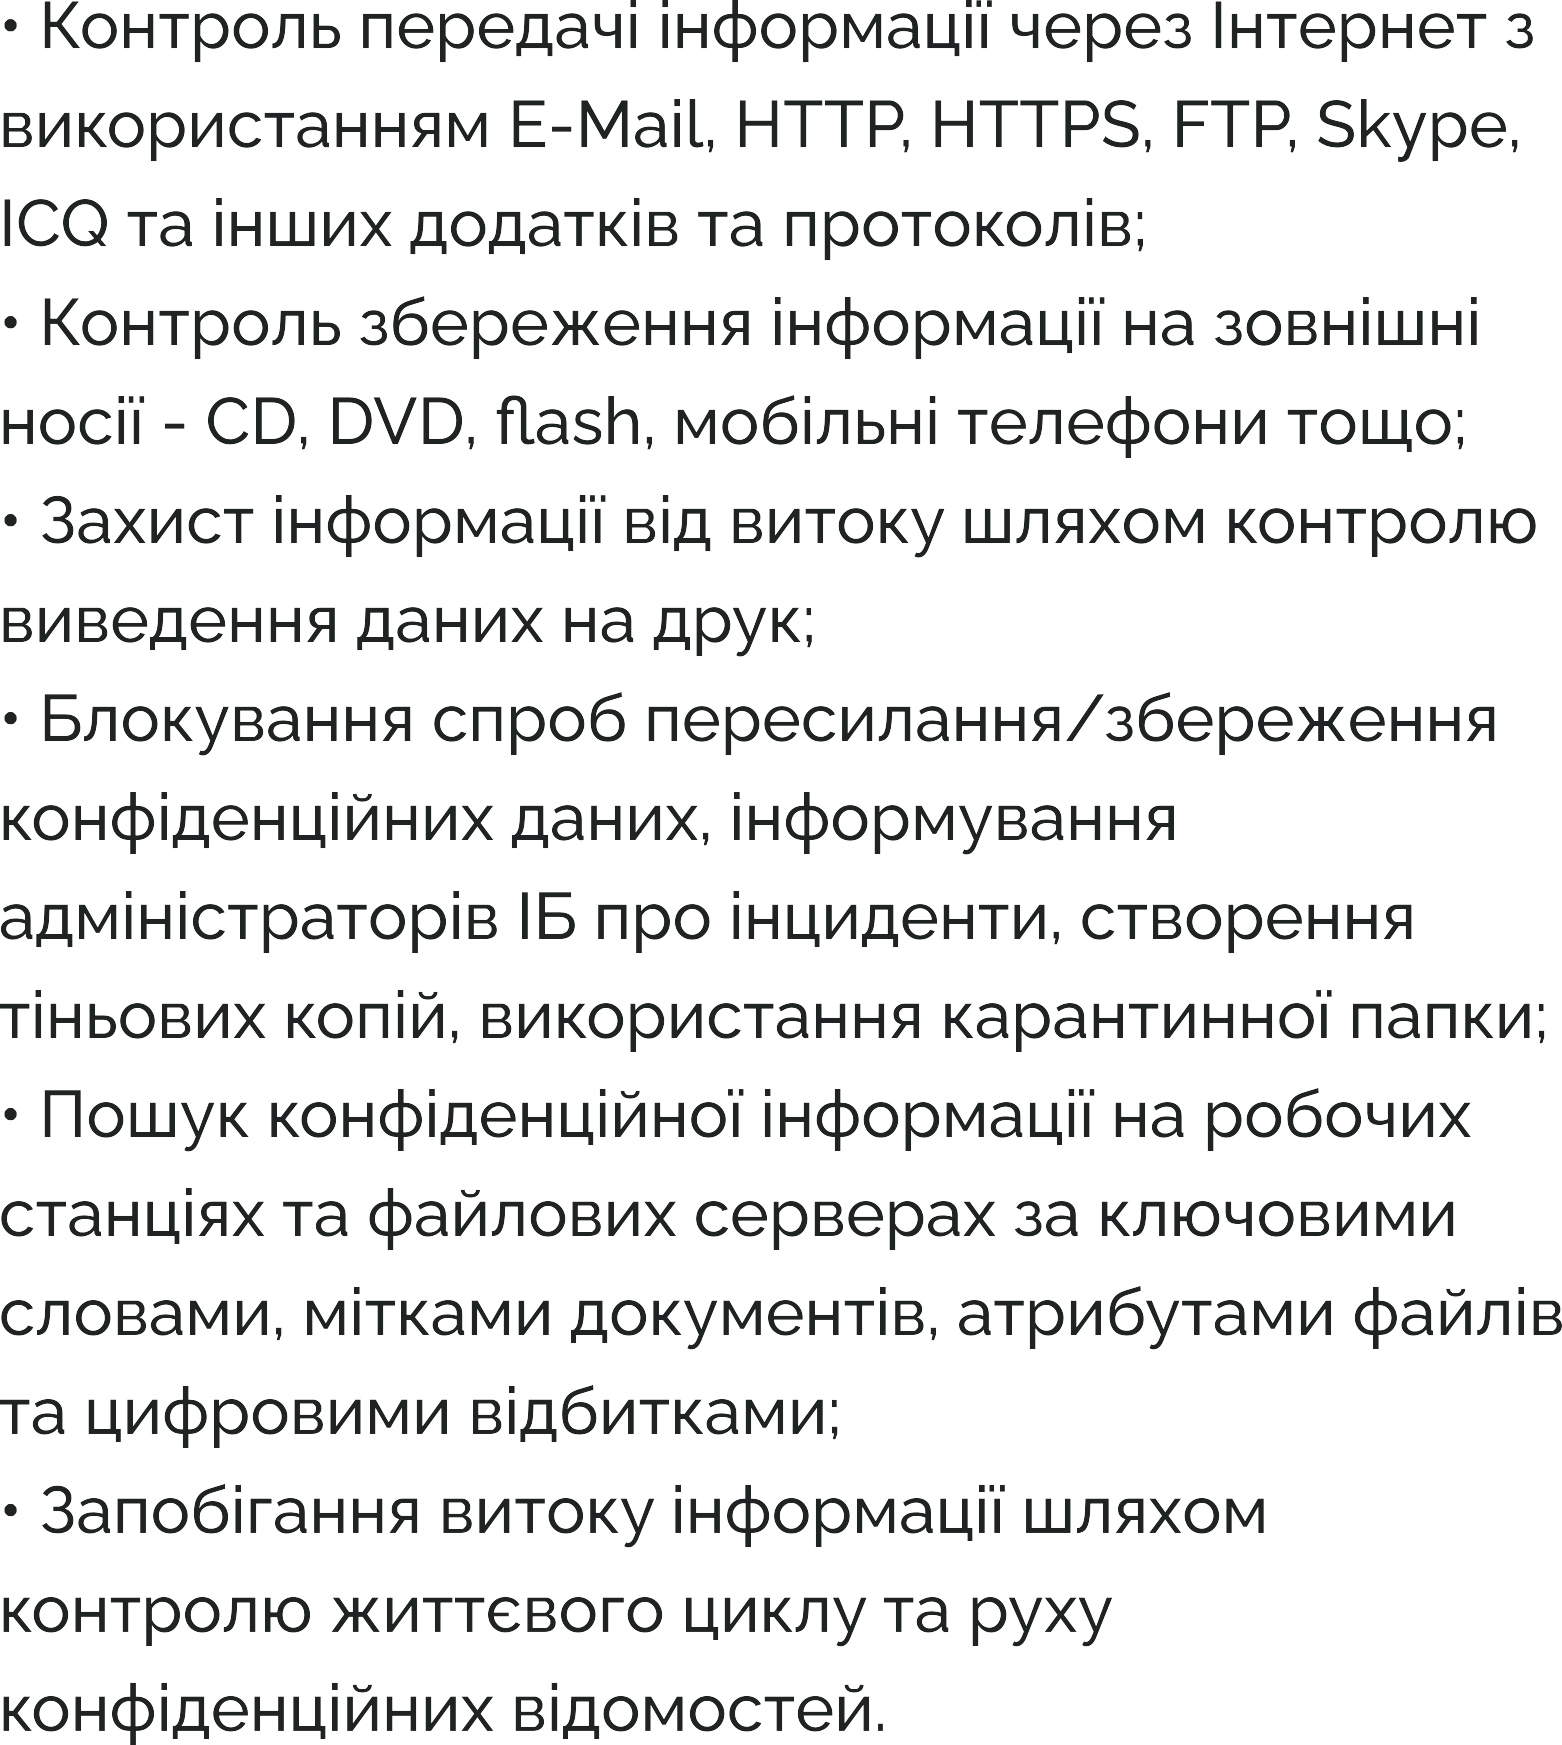 • Контроль передачі інформації через Інтернет з
використанням E-Mail, HTTP, HTTPS, FTP, Skype,
ICQ та інших додатків та протоколів;
• Контроль збереження інформації на зовнішні
носії - CD, DVD, flash, мобільні телефони тощо;
• Захист інформації від витоку шляхом контролю
виведення даних на друк;
• Блокування спроб пересилання/збереження
конфіденційних даних, інформування
адміністраторів ІБ про інциденти, створення
тіньових копій, використання карантинної папки;
• Пошук конфіденційної інформації на робочих
станціях та файлових серверах за ключовими
словами, мітками документів, атрибутами файлів
та цифровими відбитками;
• Запобігання витоку інформації шляхом
контролю життєвого циклу та руху
конфіденційних відомостей.